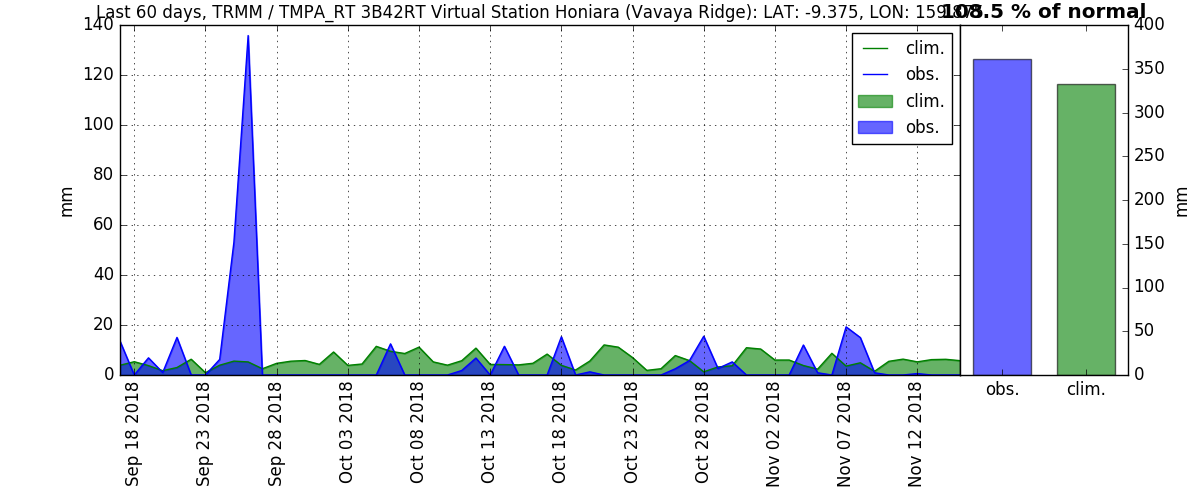 Last 60 days, TRMM / TMPA_RT 3B42RT Virtual Station Honiara (Vavaya Ridge): LAT: -9.375, LON:
108.5 % of normal
140
120
100
80
60
40
20
0
mm
clim.
obs.
clim.
obs.
400
350
300
250
200
150
100
50
0
mm
Sep 18 2018
Sep 23 2018
Sep 28 2018
Oct 03 2018
Oct 08 2018
Oct 13 2018
Oct 18 2018
Oct 23 2018
Oct 28 2018
Nov 02 2018
Nov 07 2018
Nov 12 2018
obs.
clim.